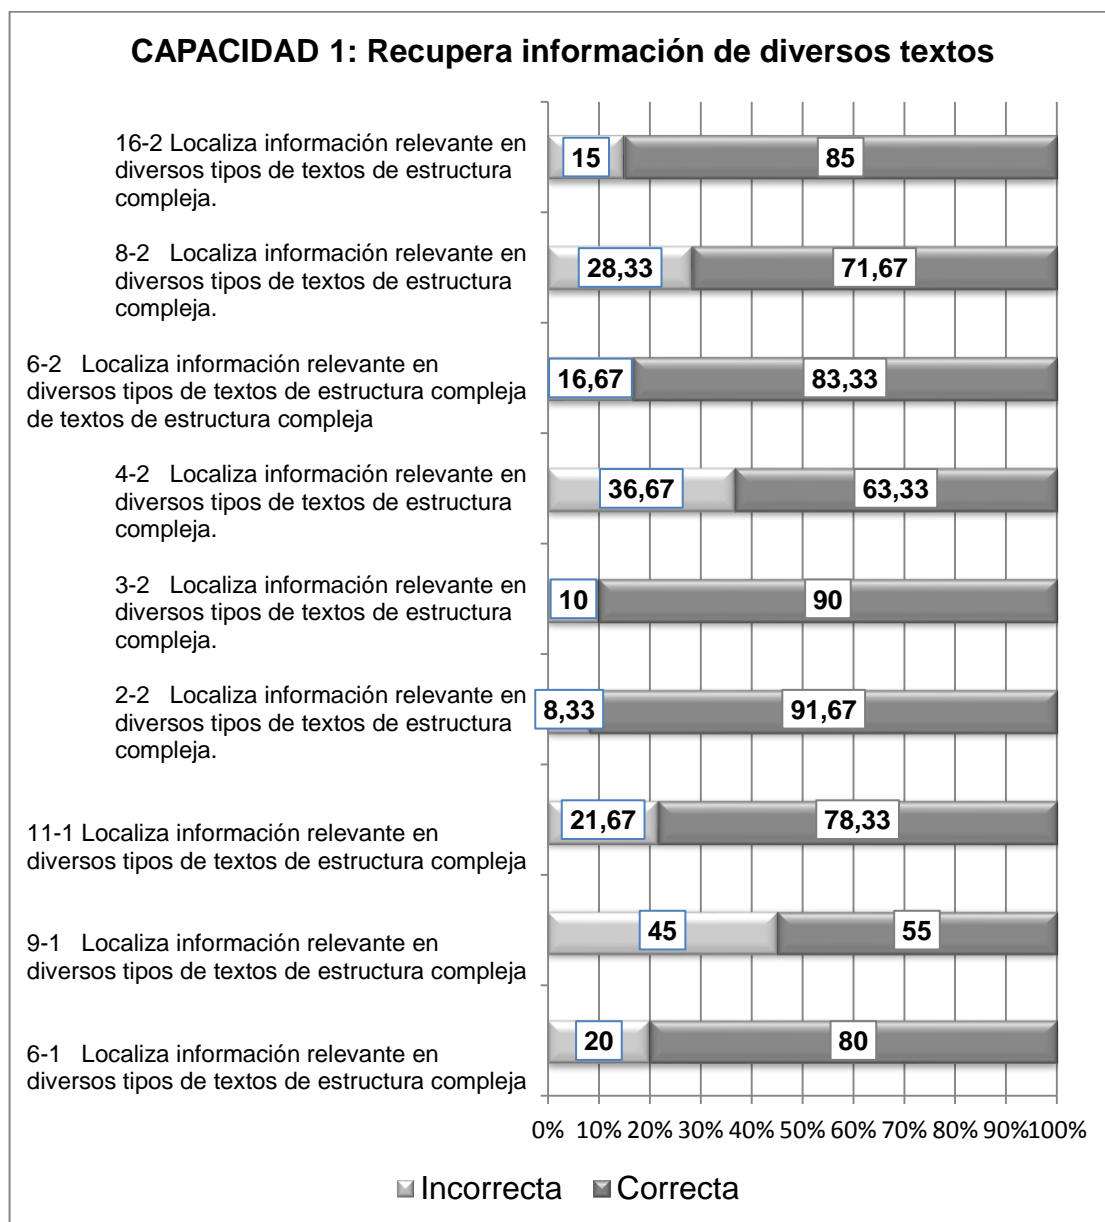 CAPACIDAD 1: Recupera información de diversos textos
16-2 Localiza información relevante en
diversos tipos de textos de estructura
compleja.
15
85
8-2 Localiza información relevante en
diversos tipos de textos de estructura
compleja.
28,33
71,67
6-2 Localiza información relevante en
diversos tipos de textos de estructura compleja
de textos de estructura compleja
16,67
83,33
4-2 Localiza información relevante en
diversos tipos de textos de estructura
compleja.
36,67
63,33
3-2 Localiza información relevante en
diversos tipos de textos de estructura
compleja.
10
90
2-2 Localiza información relevante en
diversos tipos de textos de estructura
compleja.
8,33
91,67
11-1 Localiza información relevante en
diversos tipos de textos de estructura compleja
21,67
78,33
9-1 Localiza información relevante en
diversos tipos de textos de estructura compleja
45
55
6-1 Localiza información relevante en
diversos tipos de textos de estructura compleja
20
80
0% 10% 20% 30% 40% 50% 60% 70% 80% 90% 100%
Incorrecta Correcta